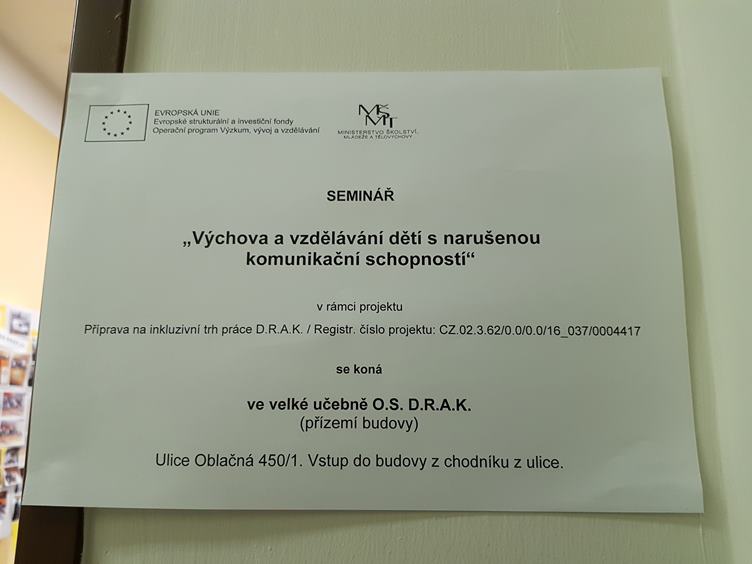 EVROPSKÁ UNIE
Evropské strukturální a investiční fondy
Operační program Výzkum, vývoj a vzdělávání
MŠMT
MINISTERSTVO ŠKOLSTVÍ,
MLÁDEŽE A TĚLOVÝCHOVY
SEMINÁŘ
„Výchova a vzdělávání dětí s narušenou
komunikační schopností“
v rámci projektu
Příprava na inkluzivní trh práce D.R.A.K. / Registr. číslo projektu: CZ.02.3.62/0.0/0.0/16_037/0004417
se koná
ve velké učebně O.S. D.R.A.K.
(přízemí budovy)
Ulice Oblačná 450/1. Vstup do budovy z chodníku z ulice.